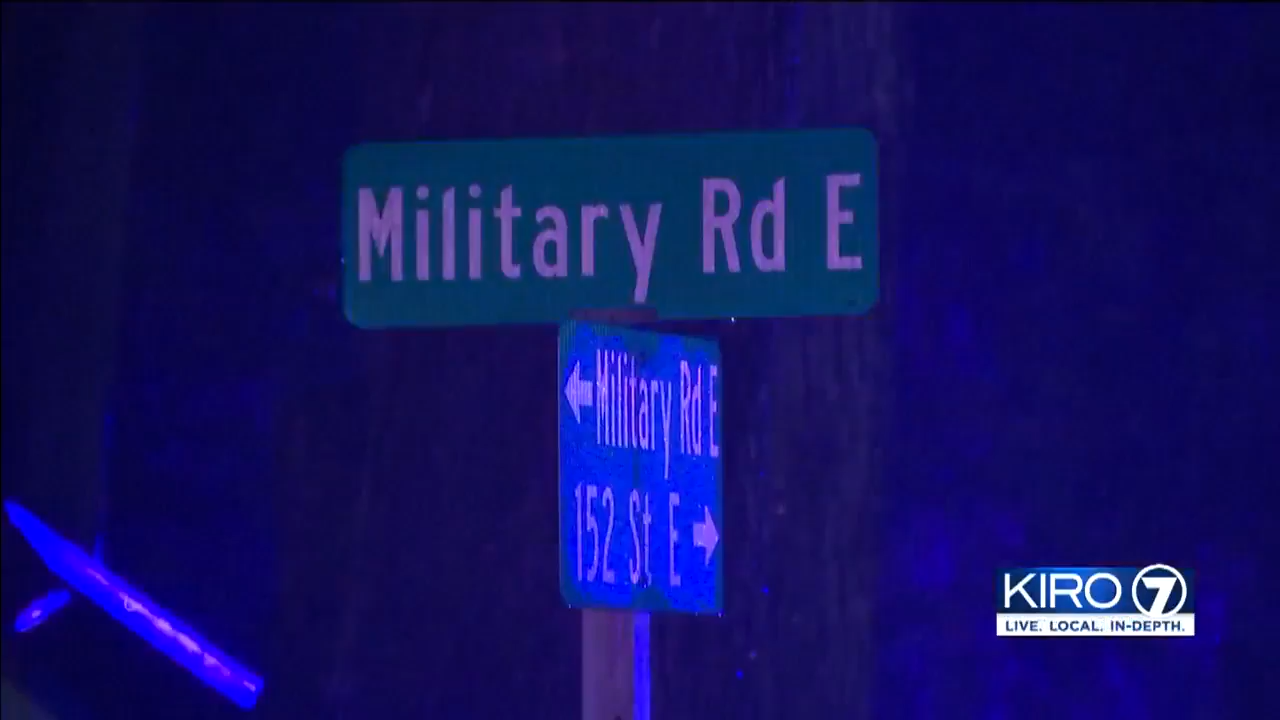 Military Rd E
← Military Rd E
152 St E →
KIRO 7
LIVE. LOCAL. IN-DEPTH.